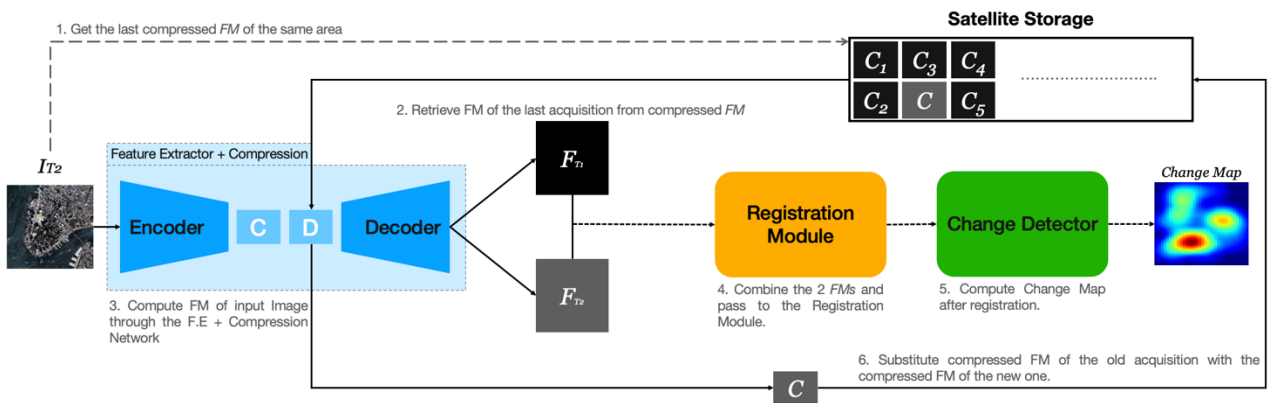 Satellite Storage
1. Get the last compressed FM of the same area
C1 C3 C4
C2 C C5
2. Retrieve FM of the last acquisition from compressed FM
IT2
Feature Extractor + Compression
FT1
Change Map
Encoder
C
D
Decoder
Registration
Module
Change Detector
FT2
3. Compute FM of input Image
through the F.E + Compression
Network
4. Combine the 2 FMs and
pass to the Registration
Module.
5. Compute Change Map
after registration.
6. Substitute compressed FM of the old acquisition with the
compressed FM of the new one.
C